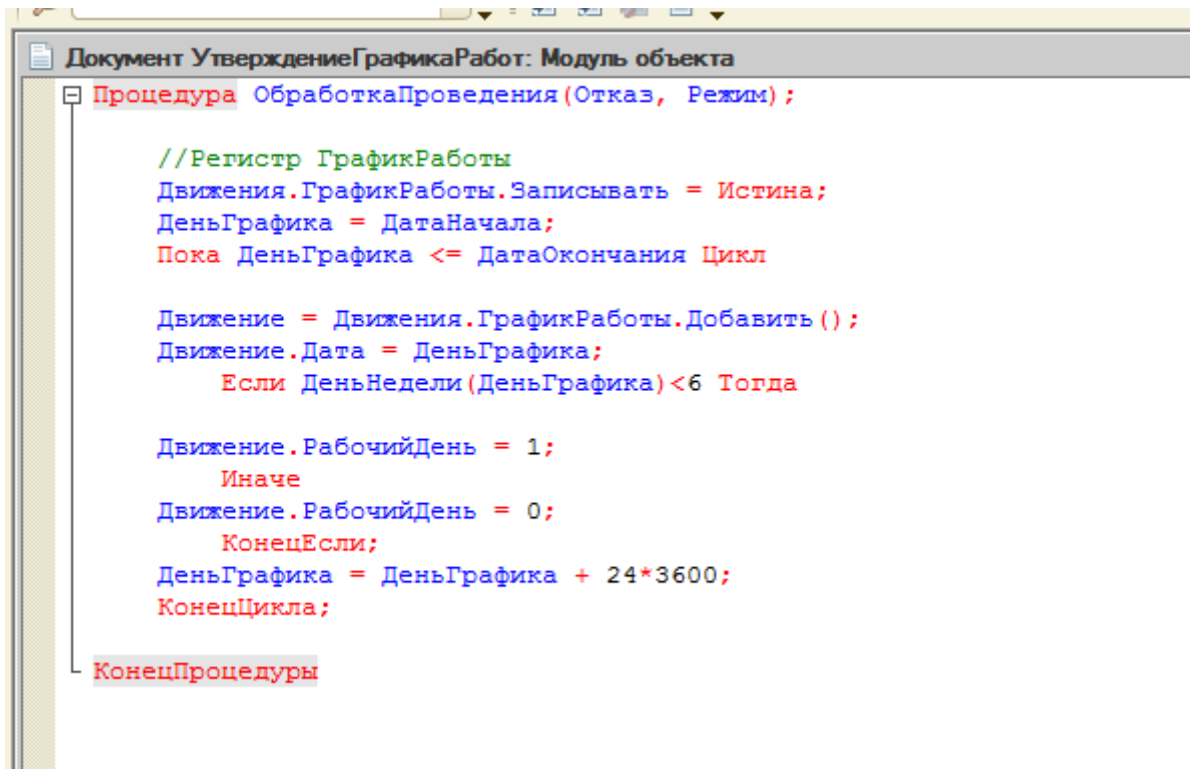 Документ УтверждениеГрафикаРабот: Модуль объекта
Процедура ОбработкаПроведения(Отказ, Режим);
//Регистр ГрафикРаботы
Движения.ГрафикРаботы.Записывать = Истина;
ДеньГрафика = ДатаНачала;
Пока ДеньГрафика <= ДатаОкончания Цикл
Движение = Движения.ГрафикРаботы.Добавить();
Движение.Дата = ДеньГрафика;
Если ДеньНедели(ДеньГрафика)<6 Тогда
Движение.РабочийДень = 1;
Иначе
Движение.РабочийДень = 0;
КонецЕсли;
ДеньГрафика = ДеньГрафика + 24*3600;
КонецЦикла;
КонецПроцедуры